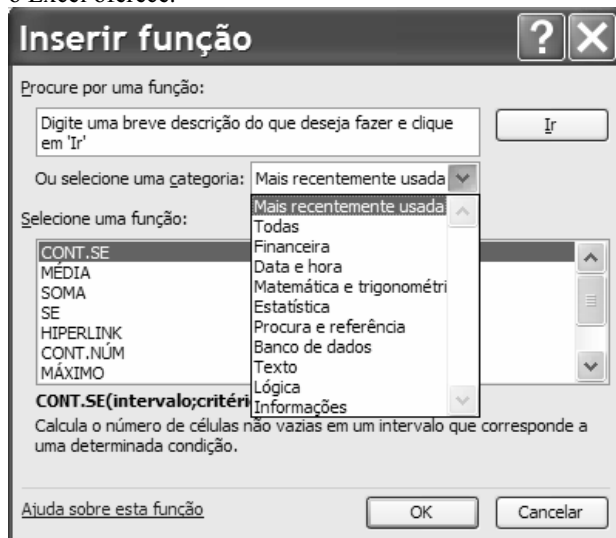 o Excel oferece.
Inserir função
Procure por uma função:
Digite uma breve descrição do que deseja fazer e clique
em 'Ir'
Ir
Ou selecione uma categoria:
Mais recentemente usada
Mais recentemente usada
Todas
Financeira
Data e hora
Matemática e trigonométri
Estatística
Procura e referência
Banco de dados
Texto
Lógica
Informações
Selecione uma função:
CONT.SE
MÉDIA
SOMA
SE
HIPERLINK
CONT.NÚM
MÁXIMO
CONT.SE(intervalo;critéri
Calcula o número de células não vazias em um intervalo que corresponde a
uma determinada condição.
Ajuda sobre esta função
OK
Cancelar